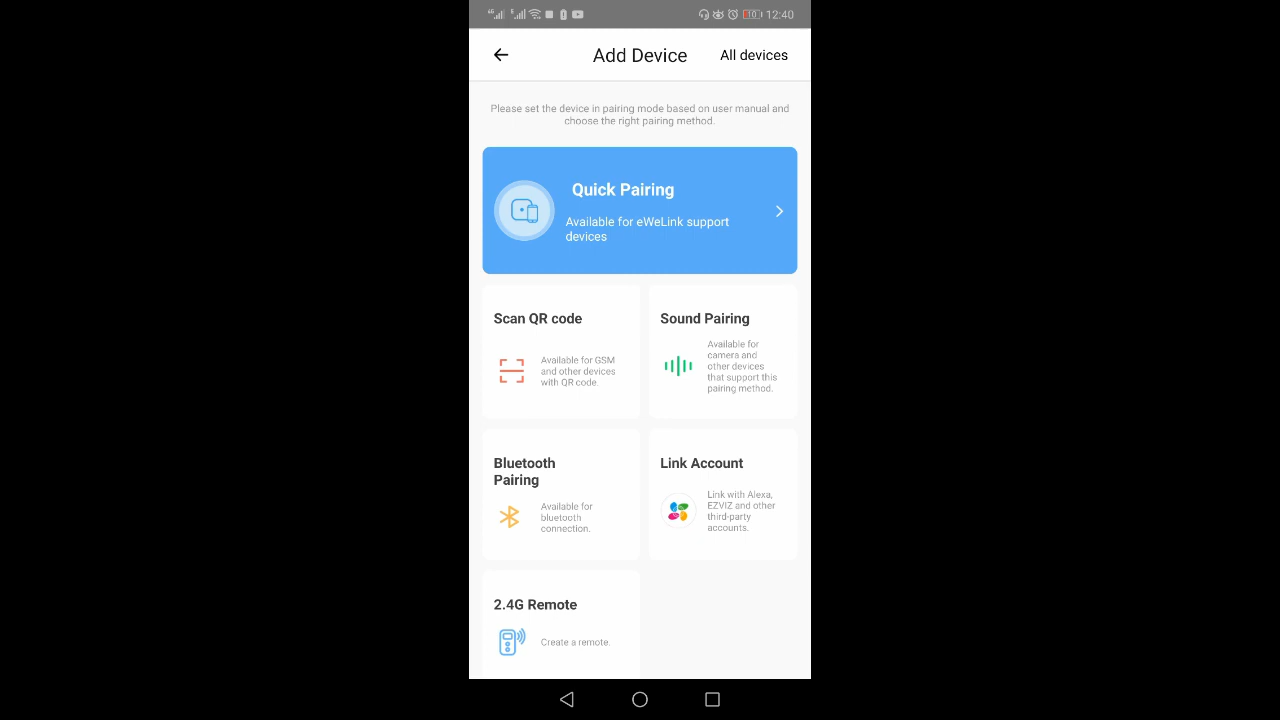 10 12:40
Add Device All devices
Please set the device in pairing mode based on user manual and
choose the right pairing method.
Quick Pairing
Available for eWeLink support
devices
Scan QR code
Available for GSM
and other devices
with QR code.
Sound Pairing
Available for
camera and
other devices
that support this
pairing method.
Bluetooth
Pairing
Available for
bluetooth
connection.
Link Account
Link with Alexa,
EZVIZ and other
third-party
accounts.
2.4G Remote
Create a remote.